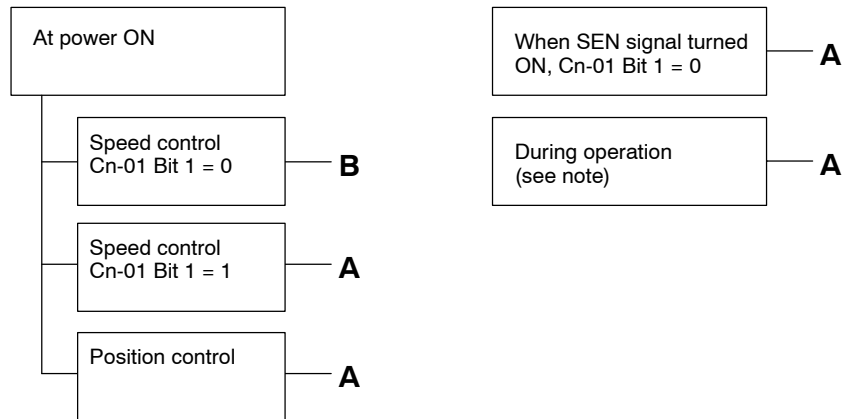 At power ON
Speed control
Cn-01 Bit 1 = 0
B
Speed control
Cn-01 Bit 1 = 1
A
Position control
A
When SEN signal turned
ON, Cn-01 Bit 1 = 0
A
During operation
(see note)
A